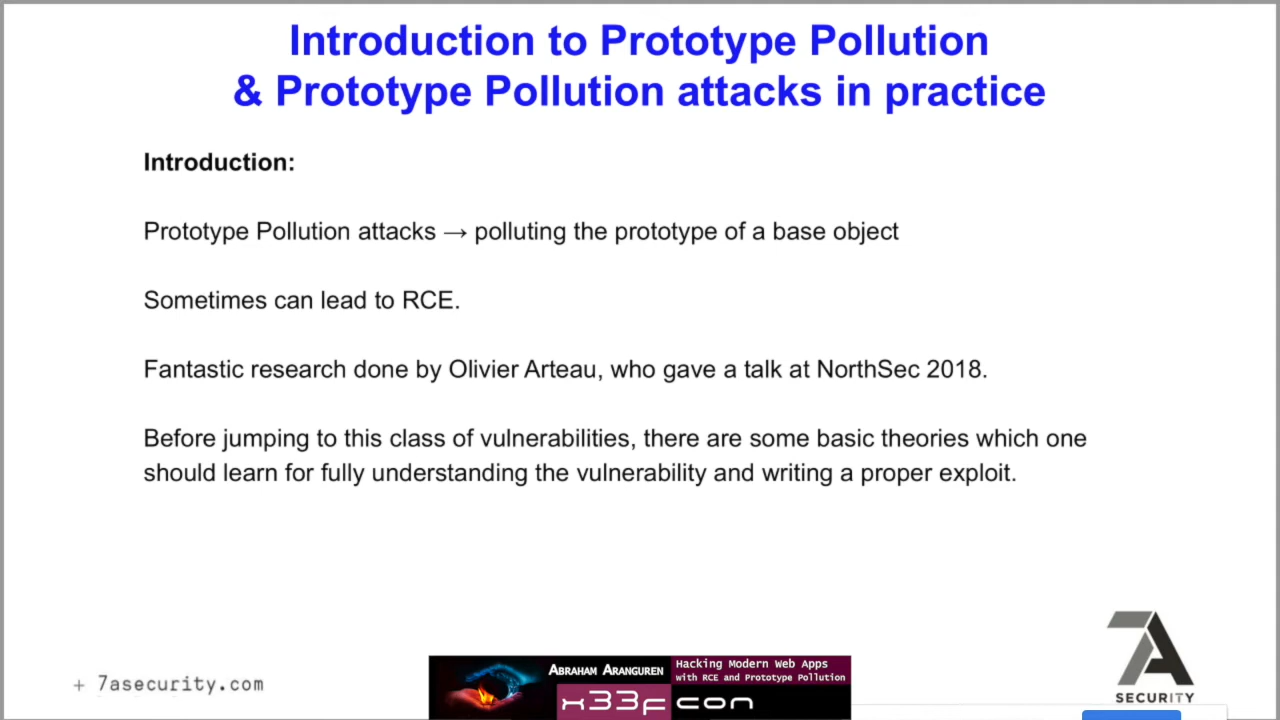 Introduction to Prototype Pollution
& Prototype Pollution attacks in practice
Introduction:
Prototype Pollution attacks → polluting the prototype of a base object
Sometimes can lead to RCE.
Fantastic research done by Olivier Arteau, who gave a talk at NorthSec 2018.
Before jumping to this class of vulnerabilities, there are some basic theories which one
should learn for fully understanding the vulnerability and writing a proper exploit.
+ 7asecurity.com
ABRAHAM ARANGUREN
Hacking Modern Web Apps
with RCE and Prototype Pollution
x33fcon
7A
SECURITY